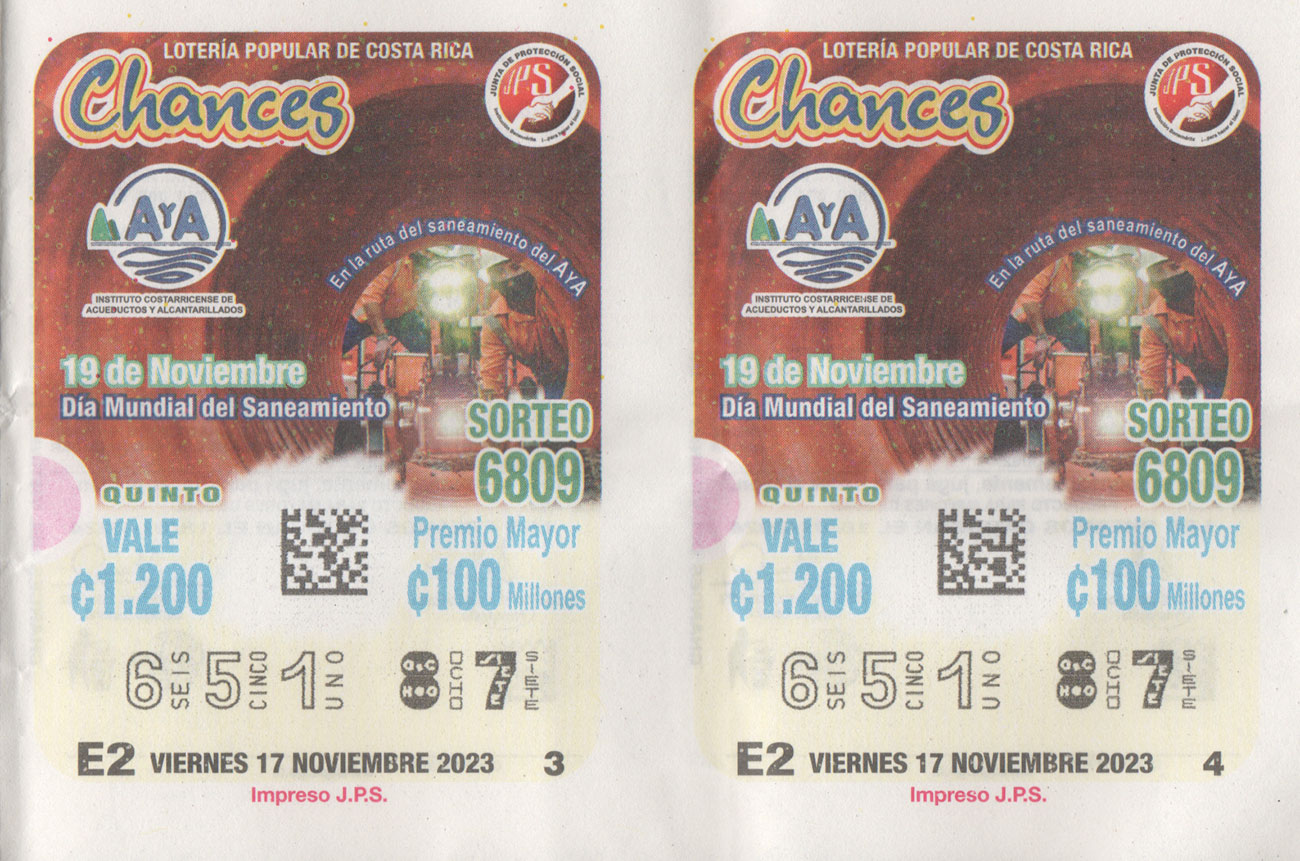 LOTERÍA POPULAR DE COSTA RICA
Chances
JUNTA DE PROTECCIÓN SOCIAL
JPS
AYA
En la ruta del saneamiento del AYA
INSTITUTO COSTARRICENSE DE
ACUEDUCTOS Y ALCANTARILLADOS
19 de Noviembre
Día Mundial del Saneamiento
SORTEO
6809
QUINTO
VALE
¢1.200
Premio Mayor
¢100 Millones
6 SEIS 5 CINCO 1 UNO 8 OCHO 7 SIETE
E2 VIERNES 17 NOVIEMBRE 2023 3
Impreso J.P.S.
LOTERÍA POPULAR DE COSTA RICA
Chances
JUNTA DE PROTECCIÓN SOCIAL
JPS
AYA
En la ruta del saneamiento del AYA
INSTITUTO COSTARRICENSE DE
ACUEDUCTOS Y ALCANTARILLADOS
19 de Noviembre
Día Mundial del Saneamiento
SORTEO
6809
QUINTO
VALE
¢1.200
Premio Mayor
¢100 Millones
6 SEIS 5 CINCO 1 UNO 8 OCHO 7 SIETE
E2 VIERNES 17 NOVIEMBRE 2023 4
Impreso J.P.S.